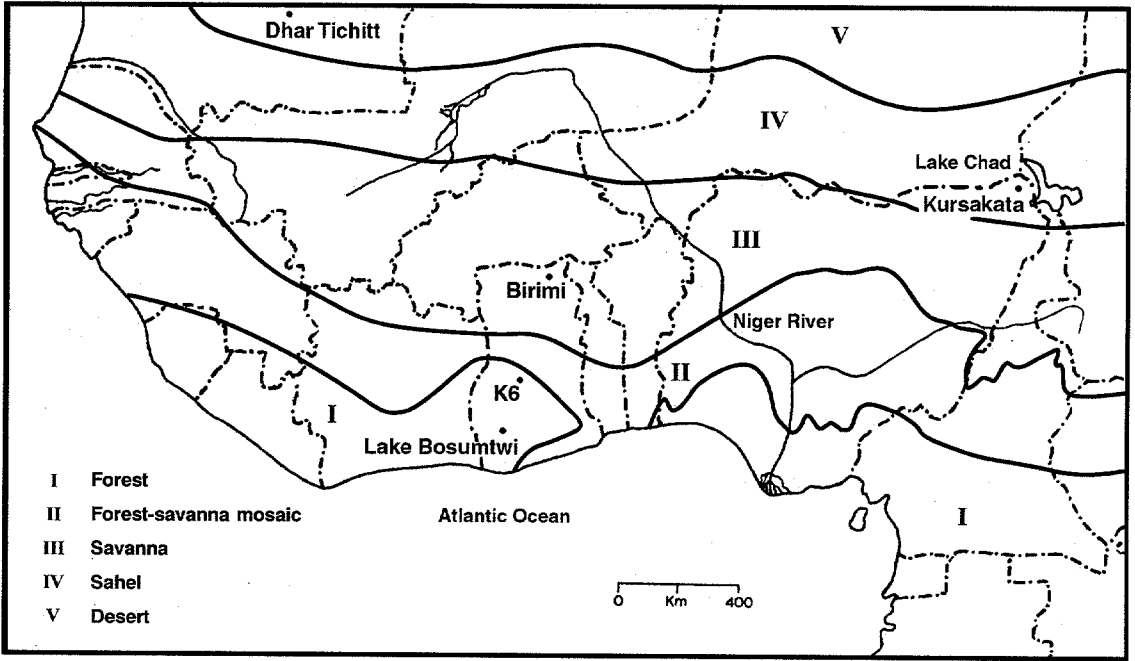 Dhar Tichitt
V
IV
Lake Chad
Kursakata
III
Birimi
Niger River
II
K6
I
Lake Bosumtwi
I Forest
II Forest-savanna mosaic
III Savanna
IV Sahel
V Desert
Atlantic Ocean
I
0 Km 400